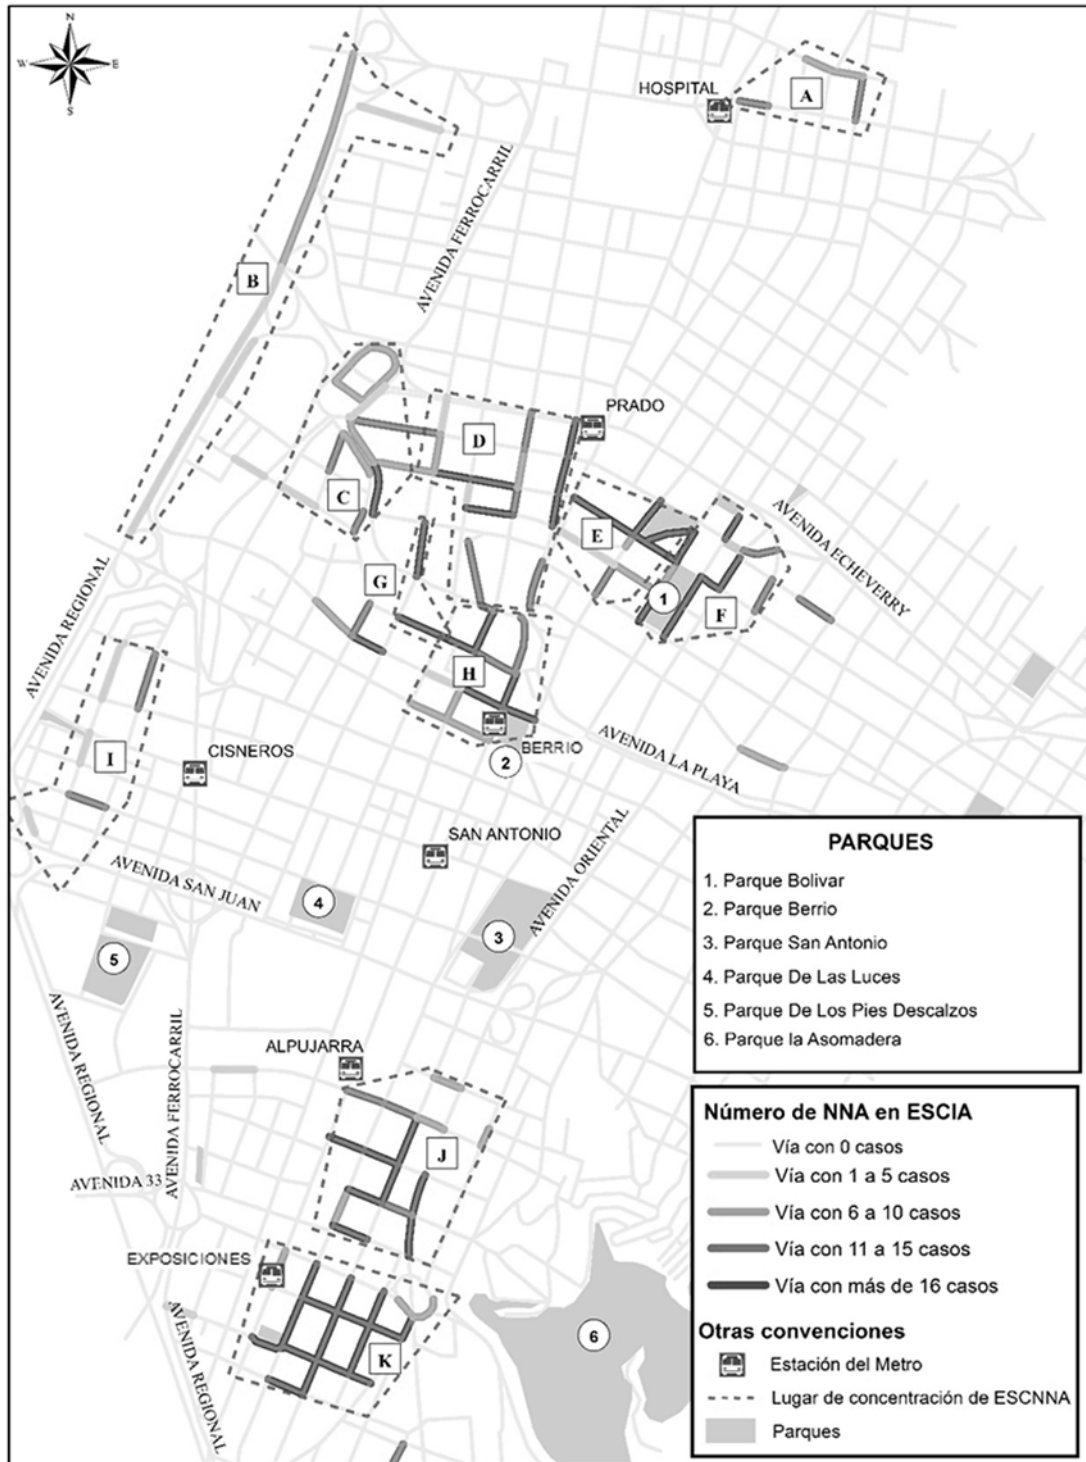 N
W
E
S
HOSPITAL
A
AVENIDA FERROCARRIL
B
PRADO
D
C
E
AVENIDA ECHEVERRY
G
1
F
AVENIDA REGIONAL
H
BERRIO
AVENIDA LA PLAYA
2
I
CISNEROS
SAN ANTONIO
AVENIDA ORIENTAL
AVENIDA SAN JUAN
4
3
5
AVENIDA REGIONAL
AVENIDA FERROCARRIL
ALPUJARRA
J
AVENIDA 33
EXPOSICIONES
K
AVENIDA REGIONAL
6
PARQUES
1. Parque Bolivar
2. Parque Berrio
3. Parque San Antonio
4. Parque De Las Luces
5. Parque De Los Pies Descalzos
6. Parque la Asomadera
Número de NNA en ESCIA
Vía con 0 casos
Vía con 1 a 5 casos
Vía con 6 a 10 casos
Vía con 11 a 15 casos
Vía con más de 16 casos
Otras convenciones
Estación del Metro
Lugar de concentración de ESCNNA
Parques